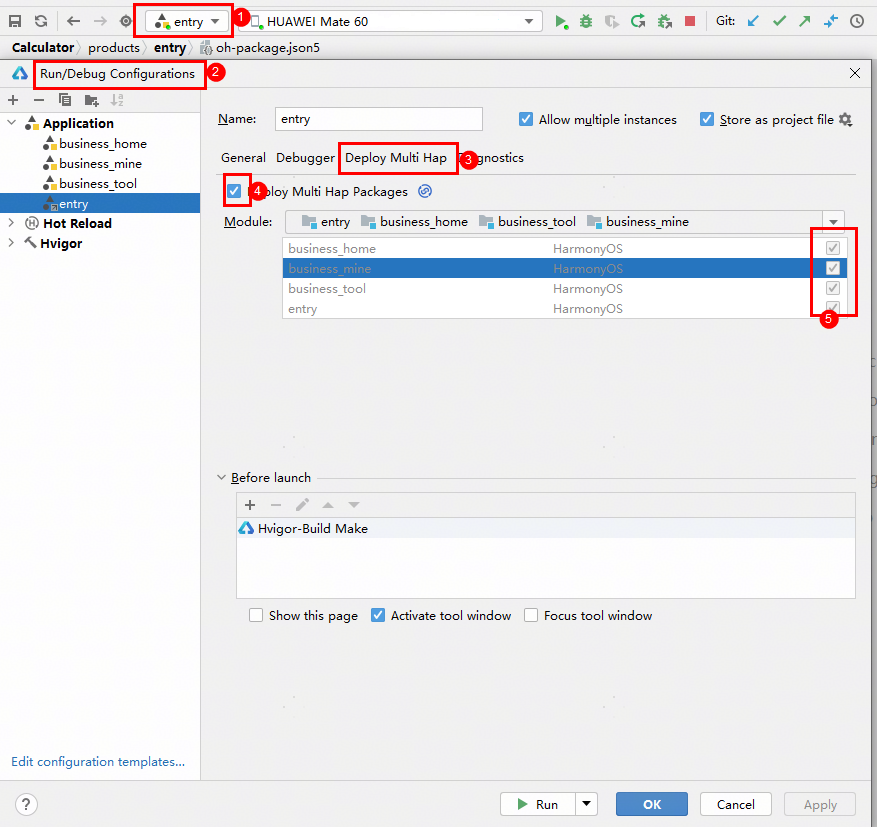 entry
1
HUAWEI Mate 60
Git:
Calculator
products
entry
oh-package.json5
Run/Debug Configurations
2
Application
business_home
business_mine
business_tool
entry
Hot Reload
Hvigor
Edit configuration templates...
Name:
entry
Allow multiple instances
Store as project file
General
Debugger
Deploy Multi Hap
3
4
Multi Hap Packages
Module:
entry
business_home
business_tool
business_mine
business_home HarmonyOS
business_mine HarmonyOS
business_tool HarmonyOS
entry HarmonyOS
5
Before launch
Hvigor-Build Make
Show this page
Activate tool window
Focus tool window
?
Run
OK
Cancel
Apply